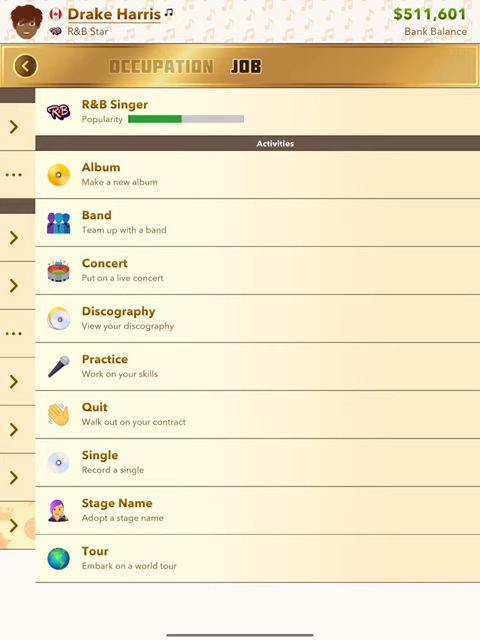 Drake Harris
$511,601
R&B Star
Bank Balance
OCCUPATION JOB
RB
R&B Singer
Popularity
Activities
Album
Make a new album
Band
Team up with a band
Concert
Put on a live concert
Discography
View your discography
Practice
Work on your skills
Quit
Walk out on your contract
Single
Record a single
Stage Name
Adopt a stage name
Tour
Embark on a world tour